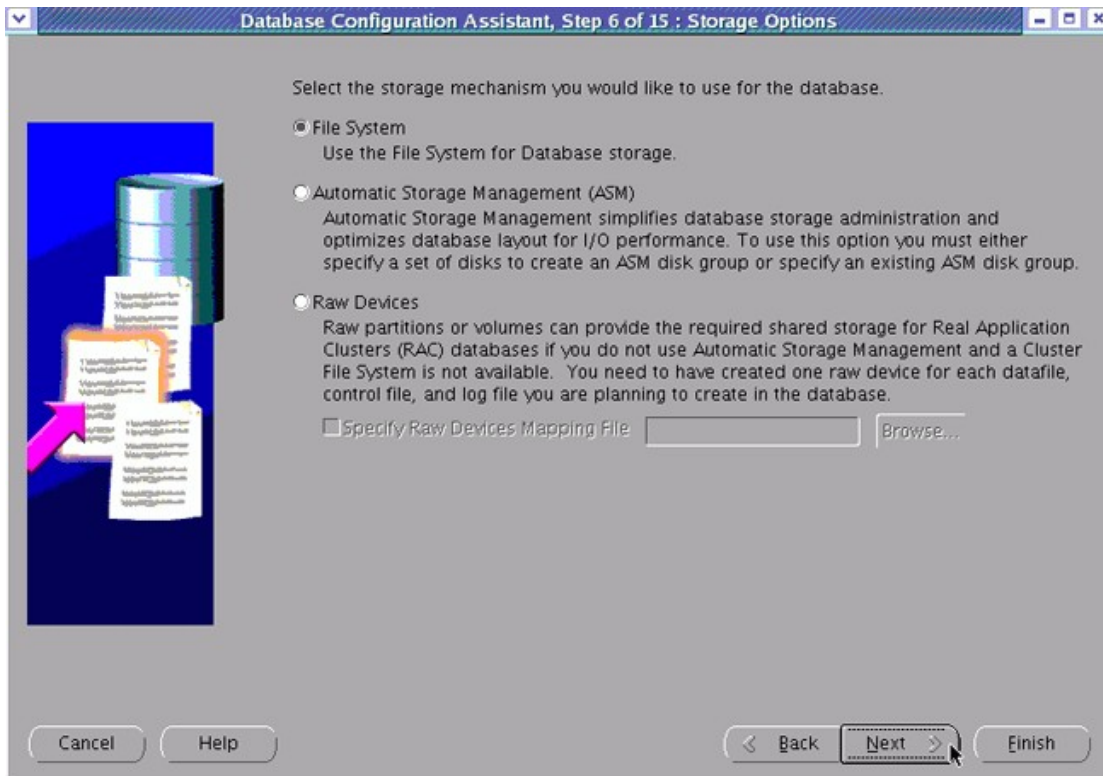 Database Configuration Assistant, Step 6 of 15 : Storage Options
Select the storage mechanism you would like to use for the database.
File System
Use the File System for Database storage.
Automatic Storage Management (ASM)
Automatic Storage Management simplifies database storage administration and
optimizes database layout for I/O performance. To use this option you must either
specify a set of disks to create an ASM disk group or specify an existing ASM disk group.
Raw Devices
Raw partitions or volumes can provide the required shared storage for Real Application
Clusters (RAC) databases if you do not use Automatic Storage Management and a Cluster
File System is not available. You need to have created one raw device for each datafile,
control file, and log file you are planning to create in the database.
Specify Raw Devices Mapping File
Browse...
Cancel
Help
Back
Next
Finish